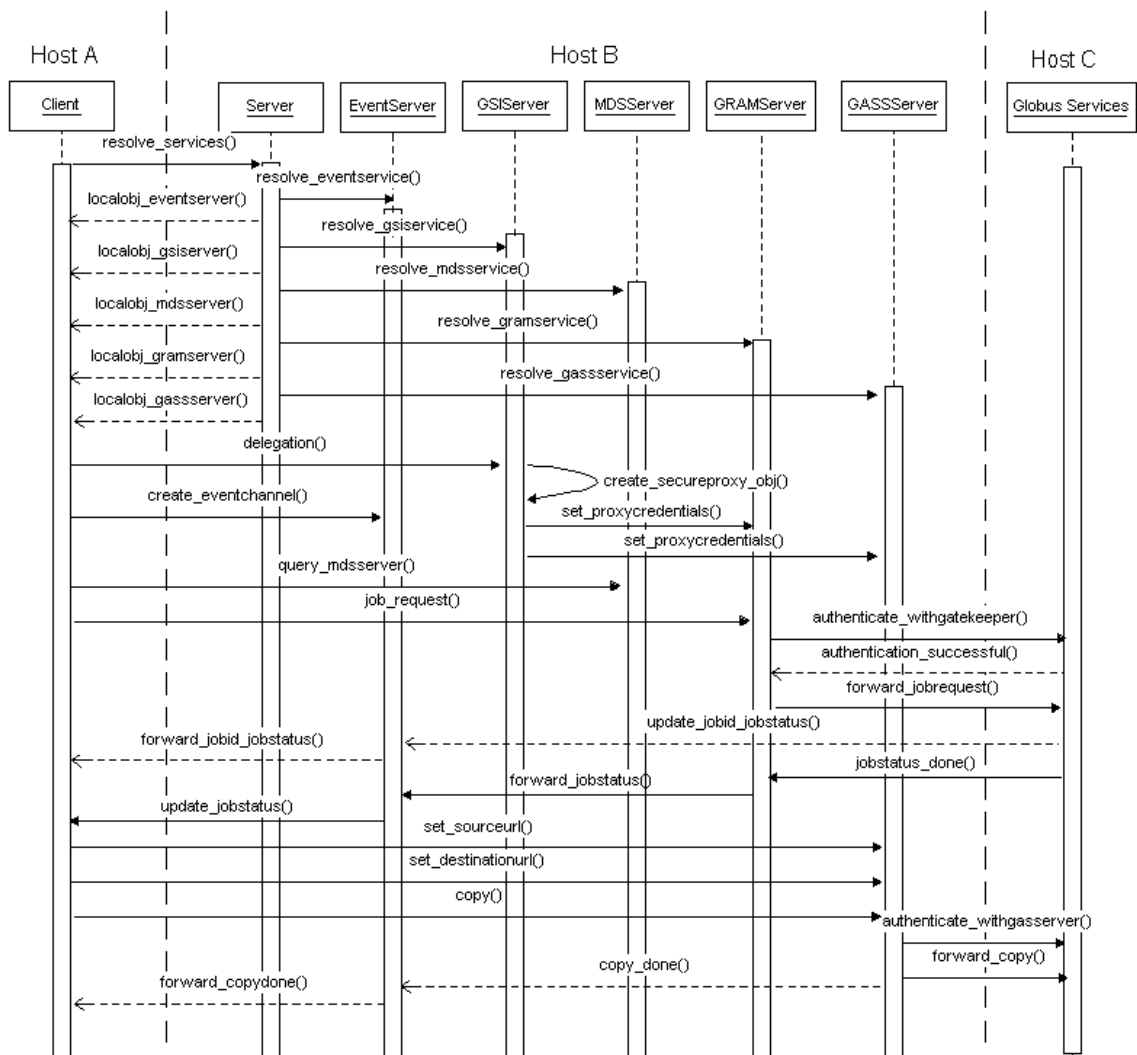 Host A
Host B
Host C
Client
Server
EventServer
GSIServer
MDSServer
GRAMServer
GASSServer
Globus Services
resolve_services()
resolve_eventservice()
localobj_eventserver()
resolve_gsiservice()
localobj_gsiserver()
resolve_mdsservice()
localobj_mdsserver()
resolve_gramservice()
localobj_gramserver()
resolve_gassservice()
localobj_gassserver()
delegation()
create_secureproxy_obj()
create_eventchannel()
set_proxycredentials()
set_proxycredentials()
query_mdsserver()
job_request()
authenticate_withgatekeeper()
authentication_successful()
forward_jobrequest()
update_jobid_jobstatus()
forward_jobid_jobstatus()
jobstatus_done()
forward_jobstatus()
update_jobstatus()
set_sourceurl()
set_destinationurl()
copy()
authenticate_withgasserver()
forward_copy()
copy_done()
forward_copydone()